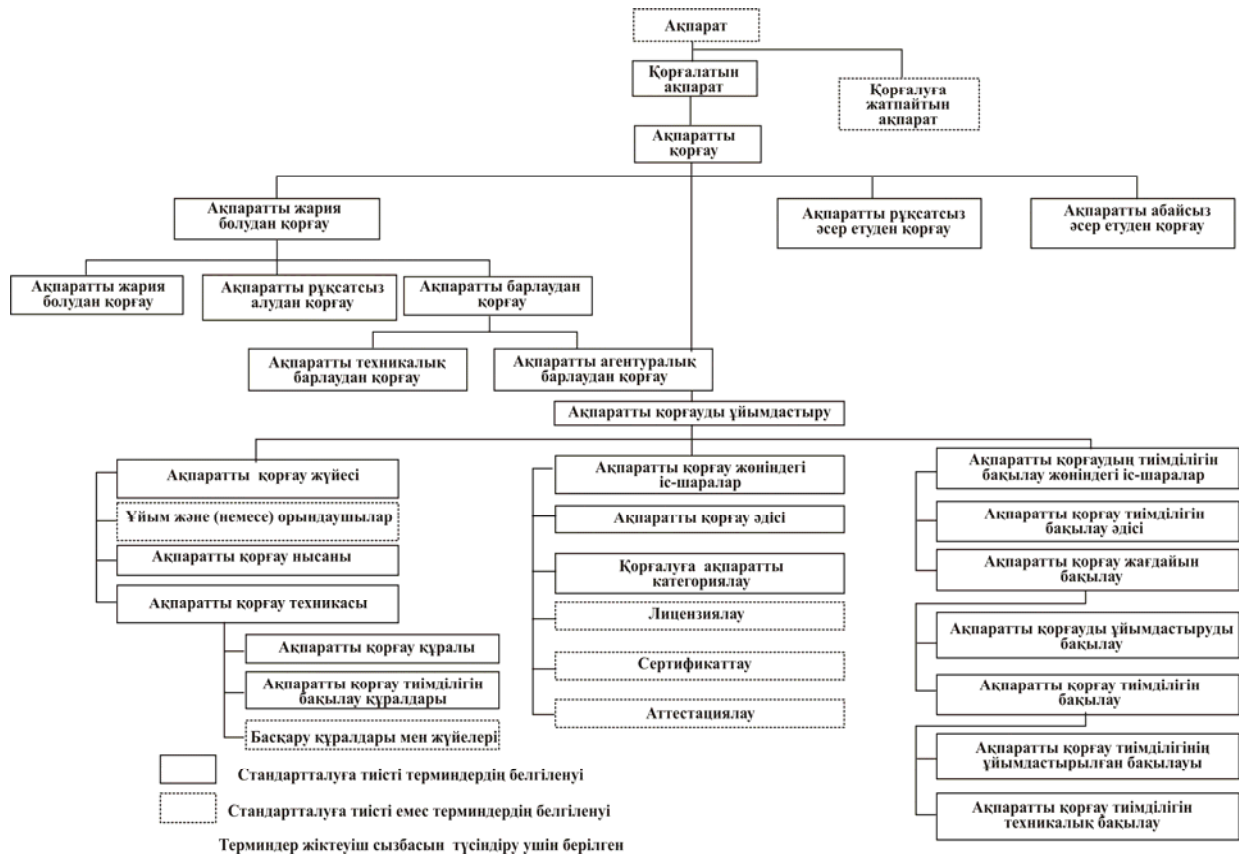 Ақпарат
Қорғалатын
ақпарат
Қорғалуға
жатпайтын
ақпарат
Ақпаратты
қорғау
Ақпаратты жария
болудан қорғау
Ақпаратты рұқсатсыз
әсер етуден қорғау
Ақпаратты абайсыз
әсер етуден қорғау
Ақпаратты жария
болудан қорғау
Ақпаратты рұқсатсыз
алудан қорғау
Ақпаратты барлаудан
қорғау
Ақпаратты техникалық
барлаудан қорғау
Ақпаратты агентуралық
барлаудан қорғау
Ақпаратты қорғауды ұйымдастыру
Ақпаратты қорғау жүйесі
Ұйым және (немесе) орындаушылар
Ақпаратты қорғау нысаны
Ақпаратты қорғау техникасы
Ақпаратты қорғау құралы
Ақпаратты қорғау тиімділігін
бақылау құралдары
Басқару құралдары мен жүйелері
Ақпаратты қорғау жөніндегі
іс-шаралар
Ақпаратты қорғау әдісі
Қорғалуға ақпаратты
категориялау
Лицензиялау
Сертификаттау
Аттестациялау
Ақпаратты қорғаудың тиімділігін
бақылау жөніндегі іс-шаралар
Ақпаратты қорғау тиімділігін
бақылау әдісі
Ақпаратты қорғау жағдайын
бақылау
Ақпаратты қорғауды ұйымдастыруды
бақылау
Ақпаратты қорғау тиімділігін
бақылау
Ақпаратты қорғау тиімділігінің
ұйымдастырылған бақылауы
Ақпаратты қорғау тиімділігін
техникалық бақылау
Стандартталуға тиісті терминдердің белгіленуі
Стандартталуға тиісті емес терминдердің белгіленуі
Терминдер жіктеуіш сызбасын түсіндіру ушін берілген